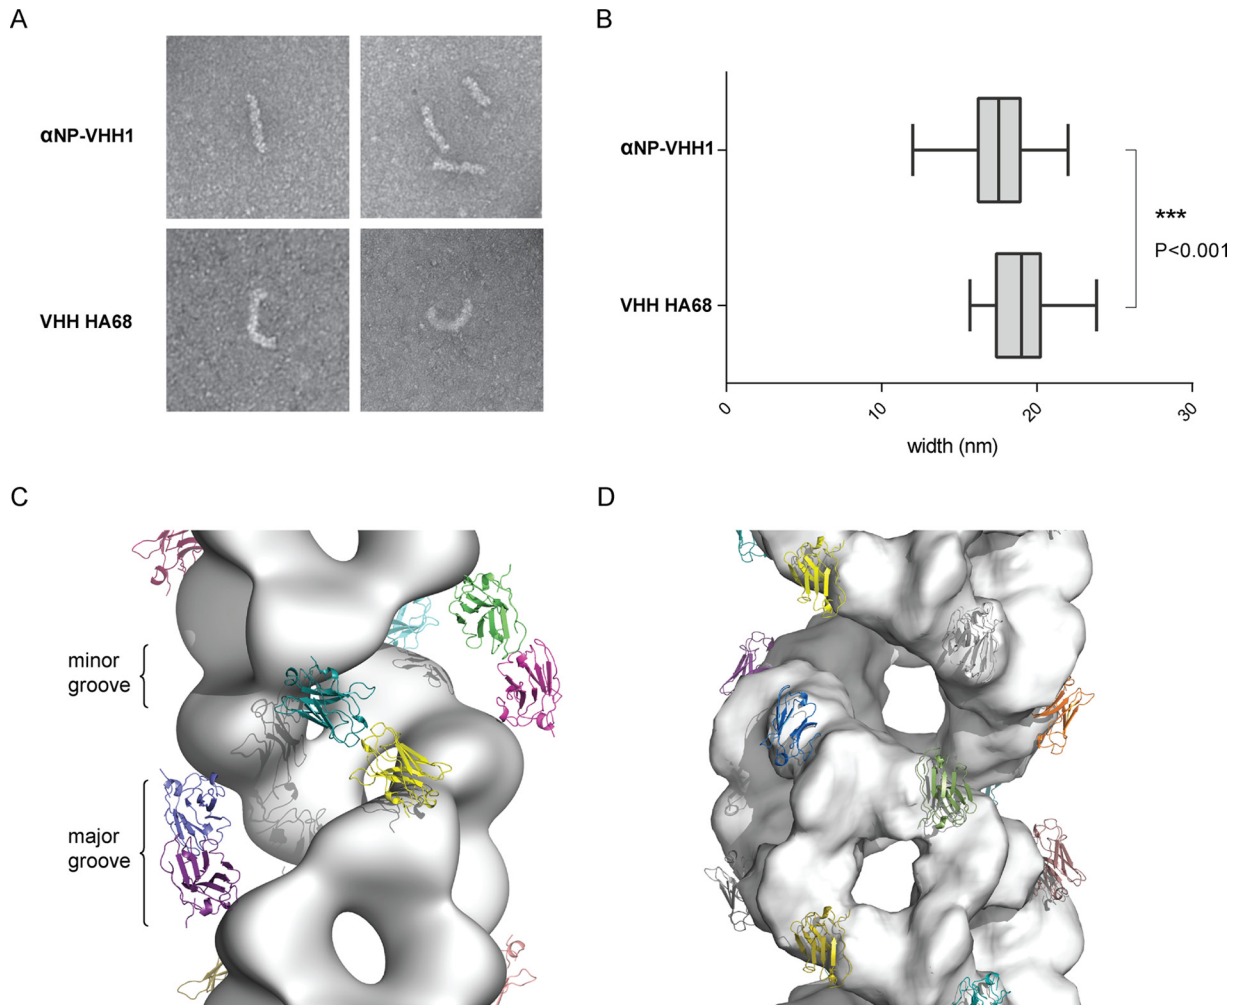 A
αNP-VHH1
VHH HA68
B
αNP-VHH1
VHH HA68
***
P<0.001
0
10
20
30
width (nm)
C
minor
groove
major
groove
D